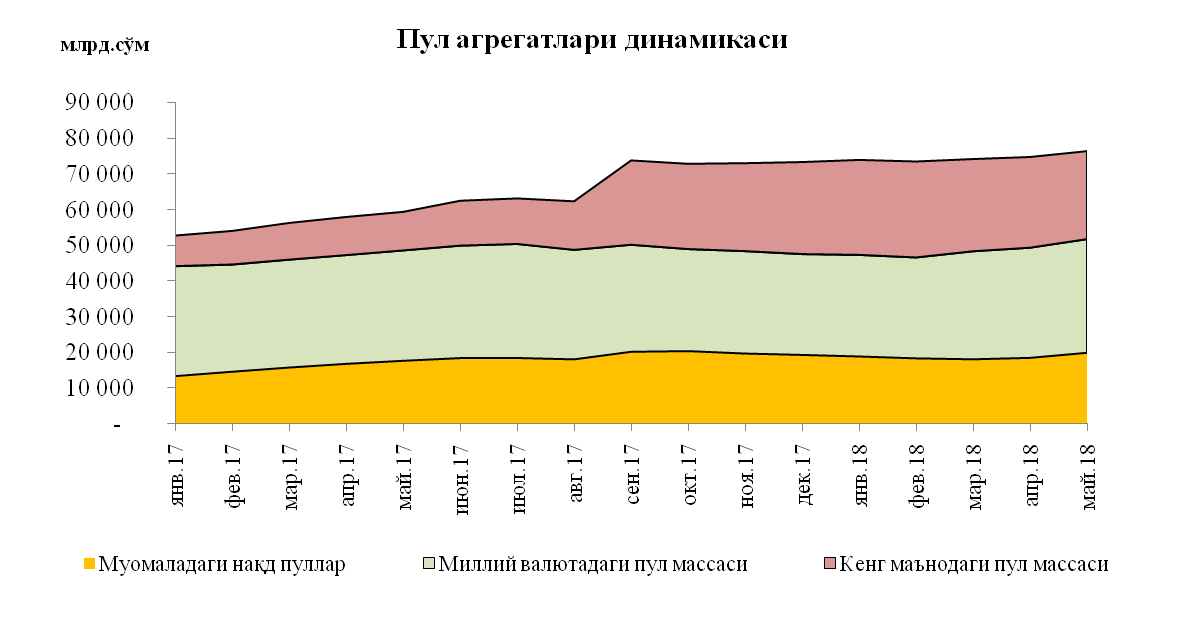 млрд.сўм
Пул агрегатлари динамикаси
90 000
80 000
70 000
60 000
50 000
40 000
30 000
20 000
10 000
-
янв.17
фев.17
мар.17
апр.17
май.17
июн.17
июл.17
авг.17
сен.17
окт.17
ноя.17
дек.17
янв.18
фев.18
мар.18
апр.18
май.18
Муомаладаги нақд пуллар
Миллий валютадаги пул массаси
Кенг маънодаги пул массаси